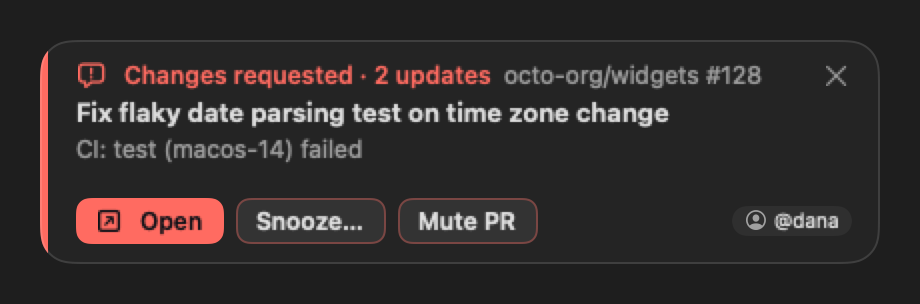 Changes requested · 2 updates octo-org/widgets #128
Fix flaky date parsing test on time zone change
CI: test (macos-14) failed
Open Snooze... Mute PR @dana